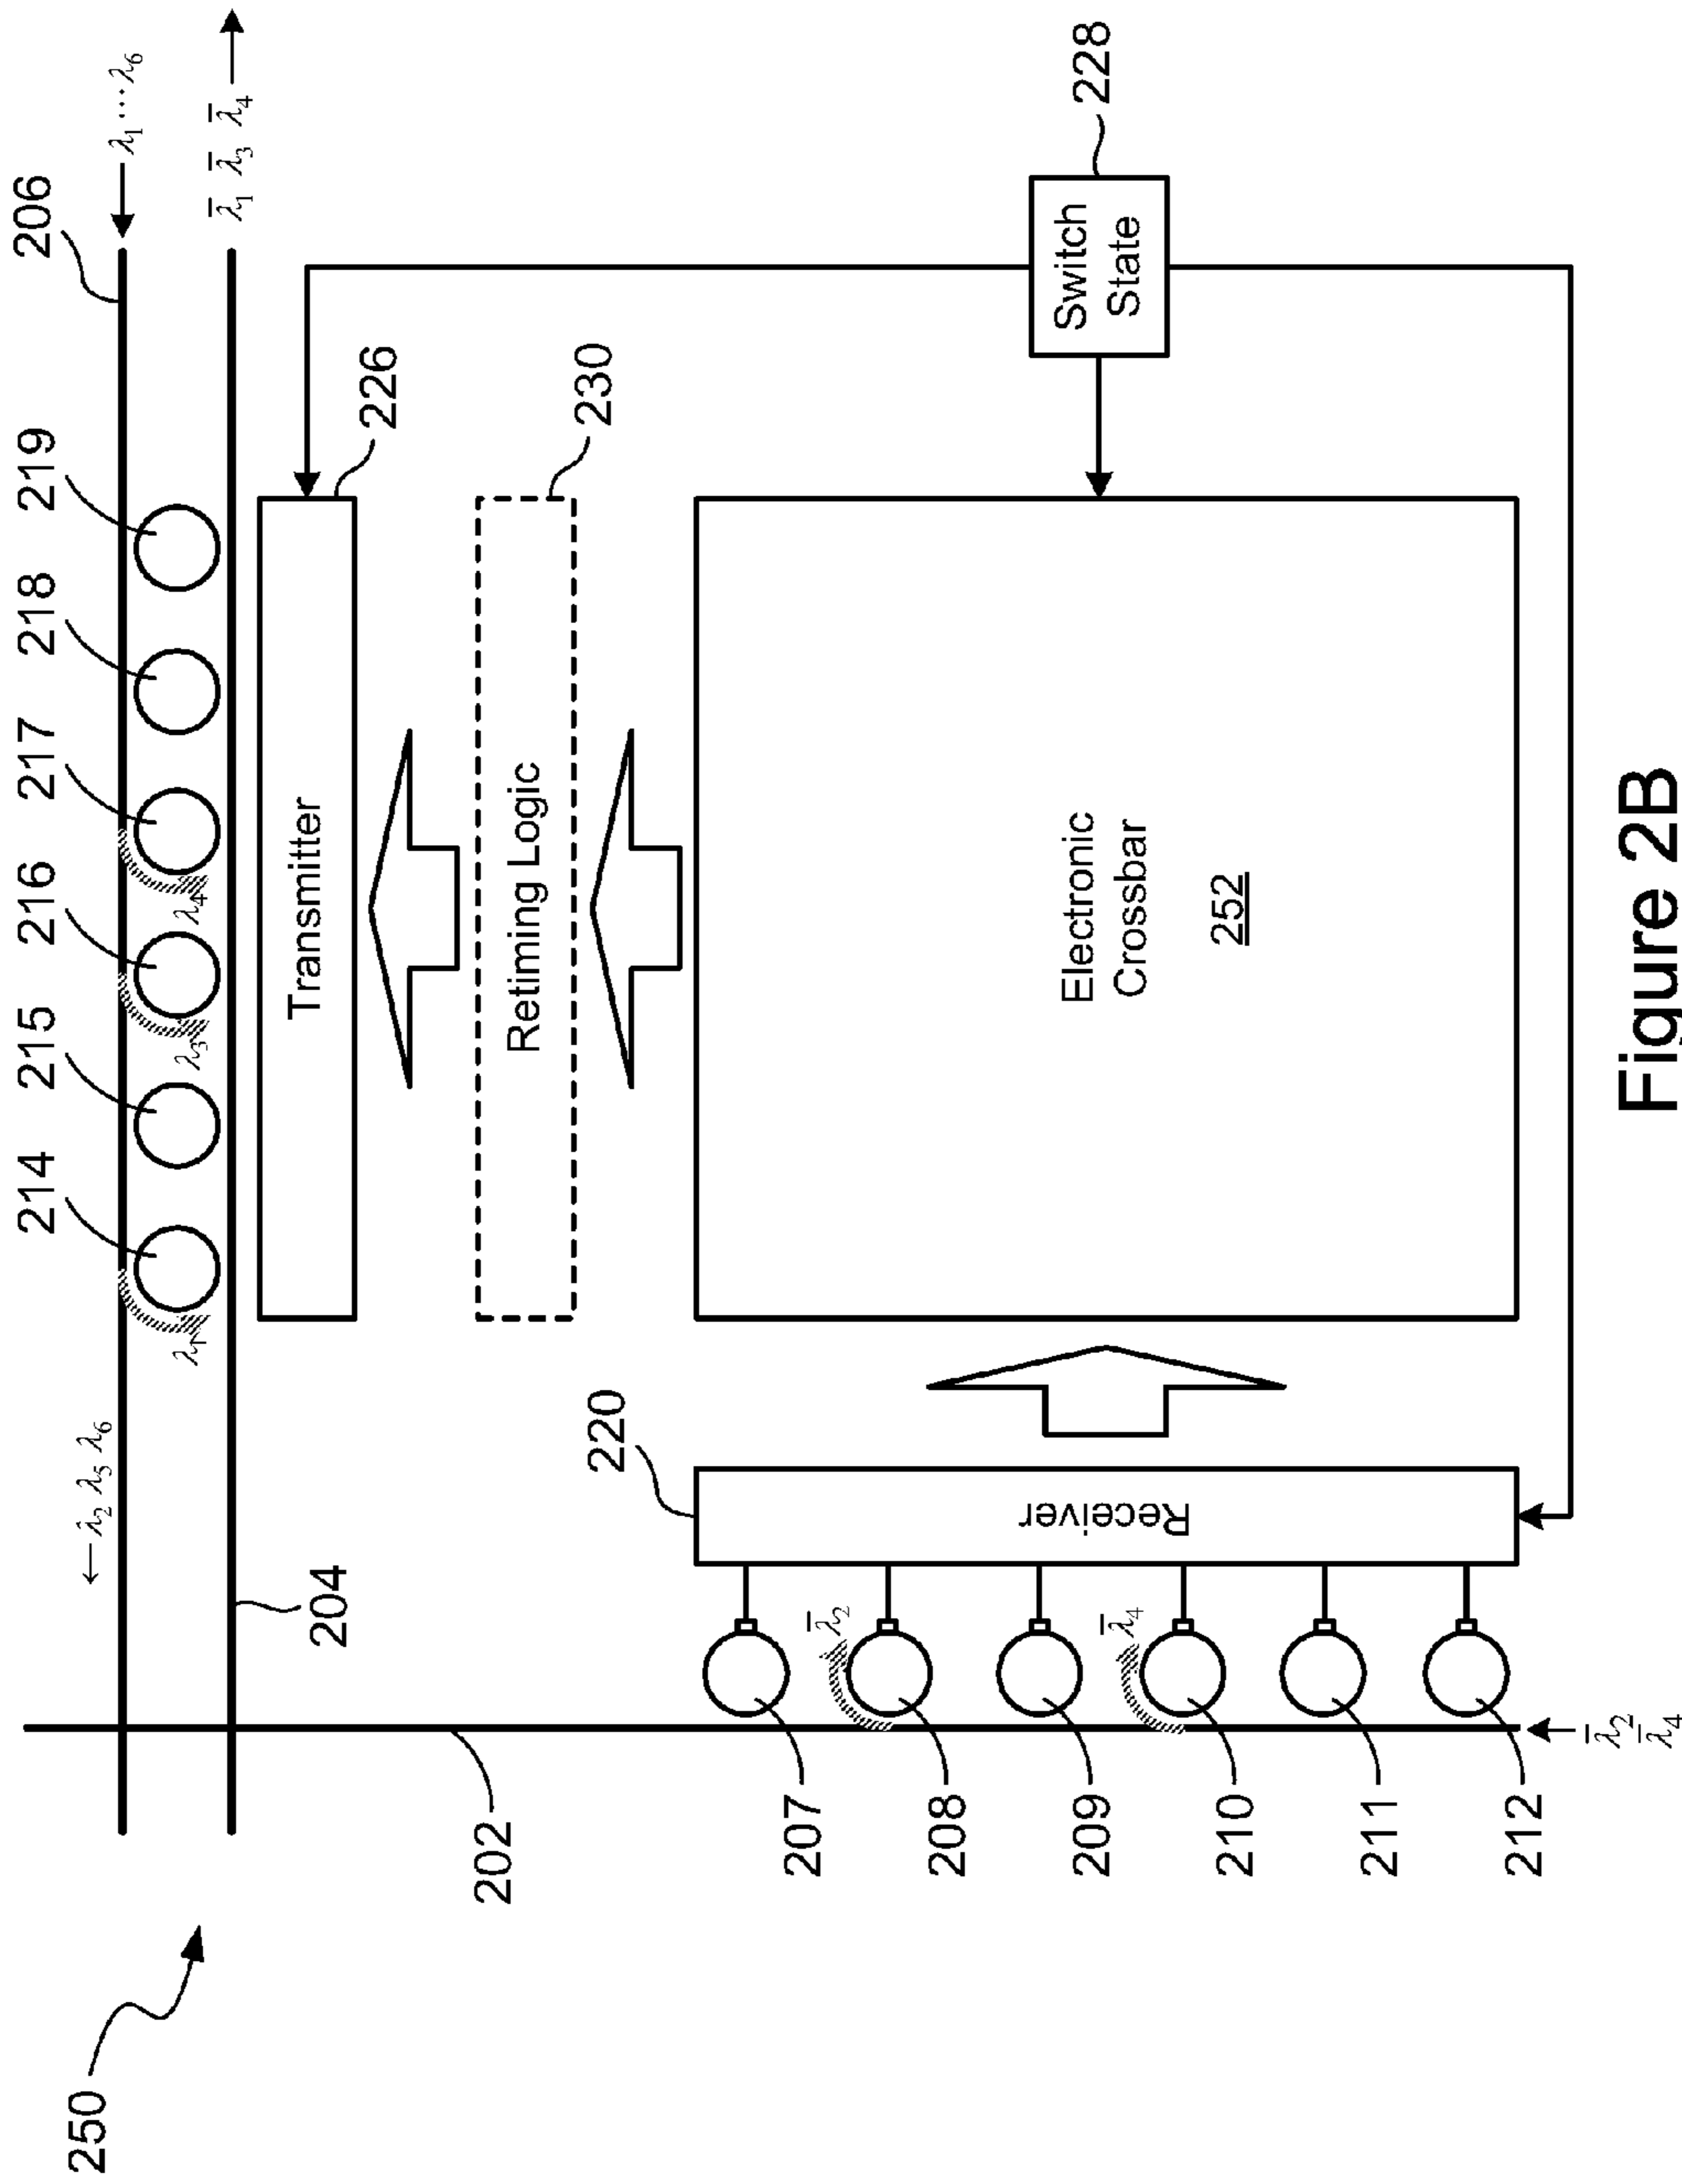 206
λ₁ ⋯ λ₆
λ̄₁ λ̄₃ λ̄₄
214
215
216
217
218
219
λ₁
λ₃
λ₄
← λ₂ λ₅ λ₆
204
Transmitter
226
Retiming Logic
230
Electronic
Crossbar
252
Switch
State
228
220
Receiver
λ̄₂
λ̄₄
202
207
208
209
210
211
212
λ̄₂
λ̄₄
250
Figure 2B